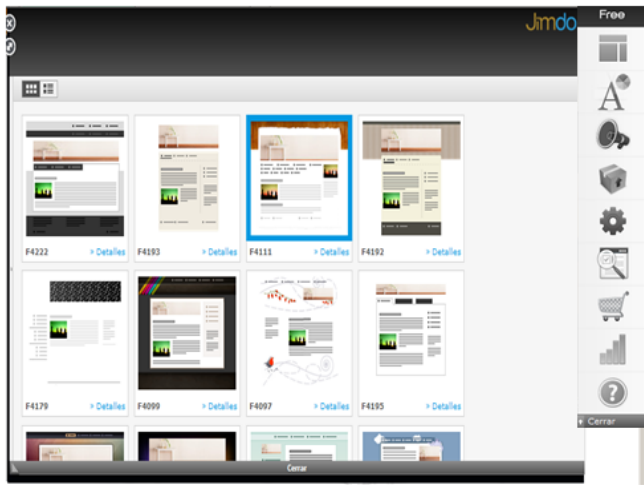 Jimdo
Free
F4222 » Detalles
F4193 » Detalles
F4111 » Detalles
F4192 » Detalles
F4179 » Detalles
F4099 » Detalles
F4097 » Detalles
F4195 » Detalles
Cerrar
Cerrar